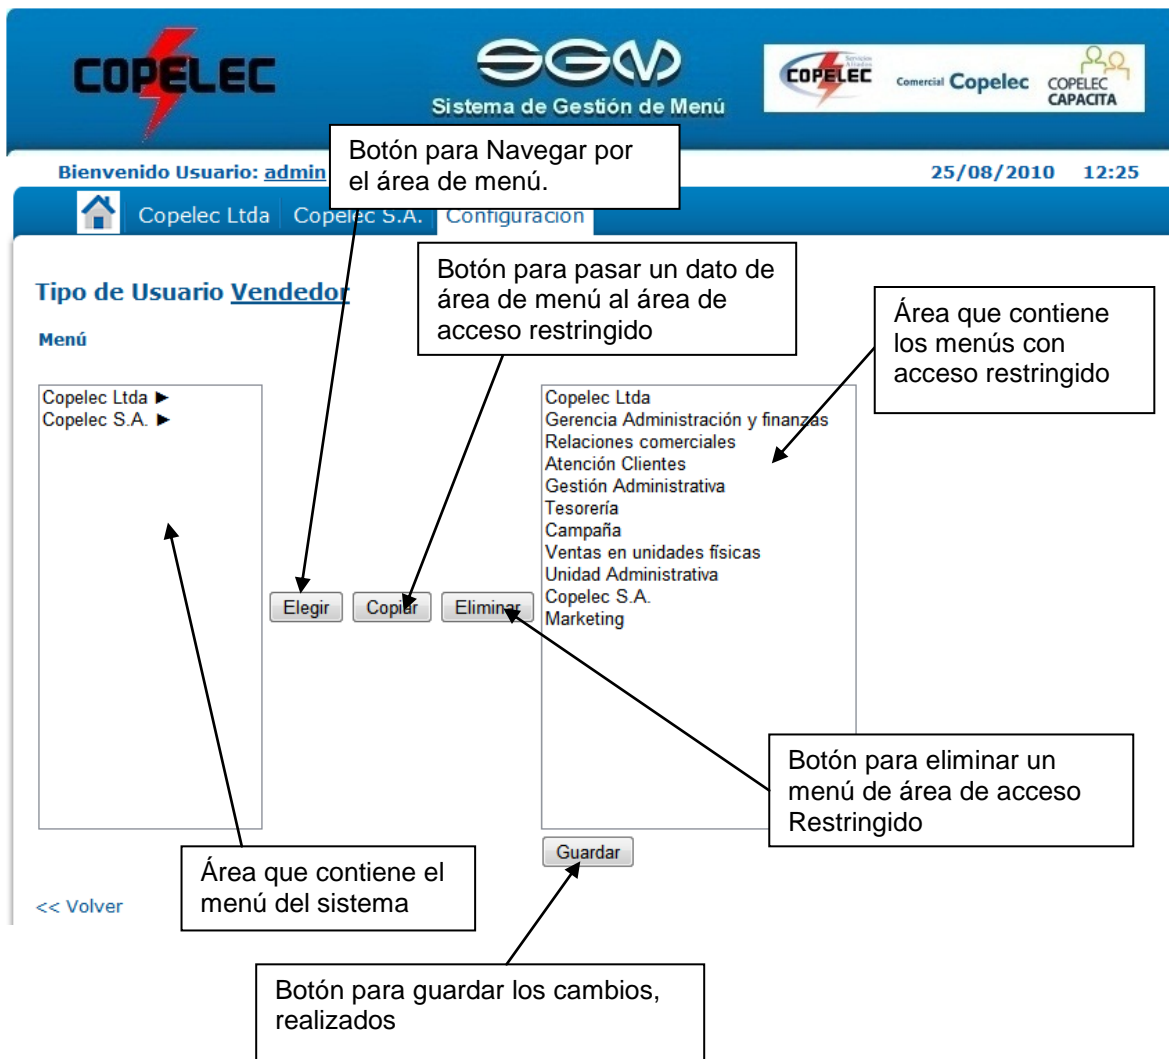 COPELEC
SGM
Sistema de Gestión de Menú
Servicios
Aliados
COPELEC
Comercial Copelec
COPELEC
CAPACITA
Bienvenido Usuario: admin
25/08/2010 12:25
Botón para Navegar por
el área de menú.
Copelec Ltda
Copelec S.A.
Configuración
Botón para pasar un dato de
área de menú al área de
acceso restringido
Área que contiene
los menús con
acceso restringido
Tipo de Usuario Vendedor
Menú
Copelec Ltda ►
Copelec S.A. ►
Copelec Ltda
Gerencia Administración y finanzas
Relaciones comerciales
Atención Clientes
Gestión Administrativa
Tesorería
Campaña
Ventas en unidades físicas
Unidad Administrativa
Copelec S.A.
Marketing
Elegir
Copiar
Eliminar
Botón para eliminar un
menú de área de acceso
Restringido
Guardar
Área que contiene el
menú del sistema
<< Volver
Botón para guardar los cambios,
realizados